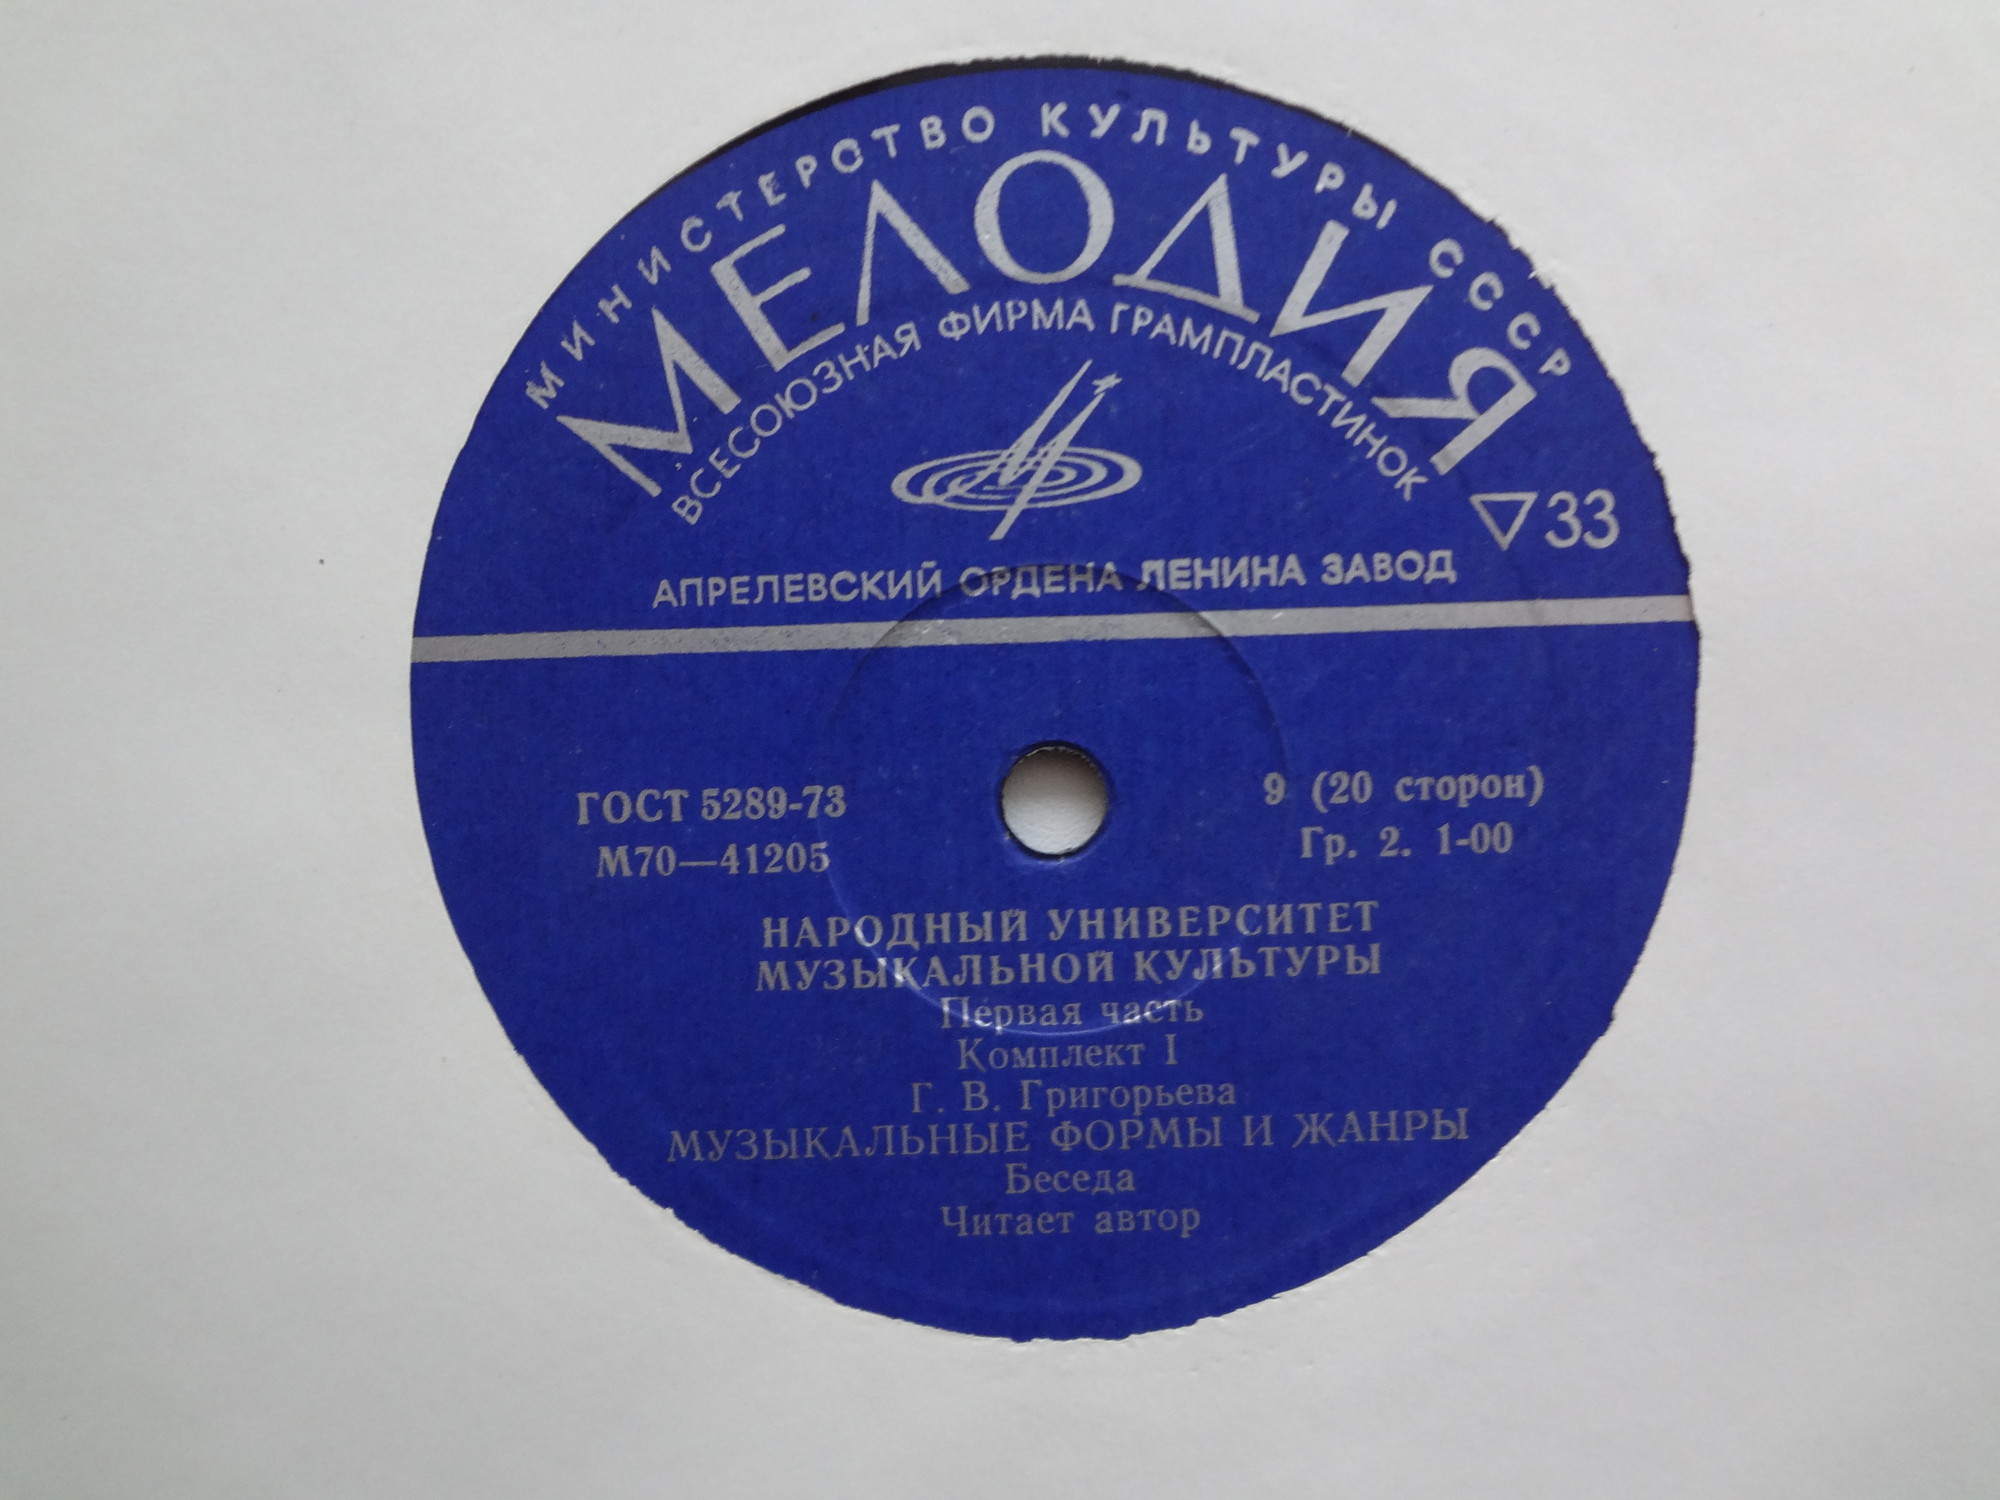 МИНИСТЕРСТВО КУЛЬТУРЫ СССР
МЕЛОДИЯ
ВСЕСОЮЗНАЯ ФИРМА ГРАМПЛАСТИНОК
33
АПРЕЛЕВСКИЙ ОРДЕНА ЛЕНИНА ЗАВОД
ГОСТ 5289-73
М70—41205
9 (20 сторон)
Гр. 2. 1-00
НАРОДНЫЙ УНИВЕРСИТЕТ
МУЗЫКАЛЬНОЙ КУЛЬТУРЫ
Первая часть
Комплект I
Г. В. Григорьева
МУЗЫКАЛЬНЫЕ ФОРМЫ И ЖАНРЫ
Беседа
Читает автор